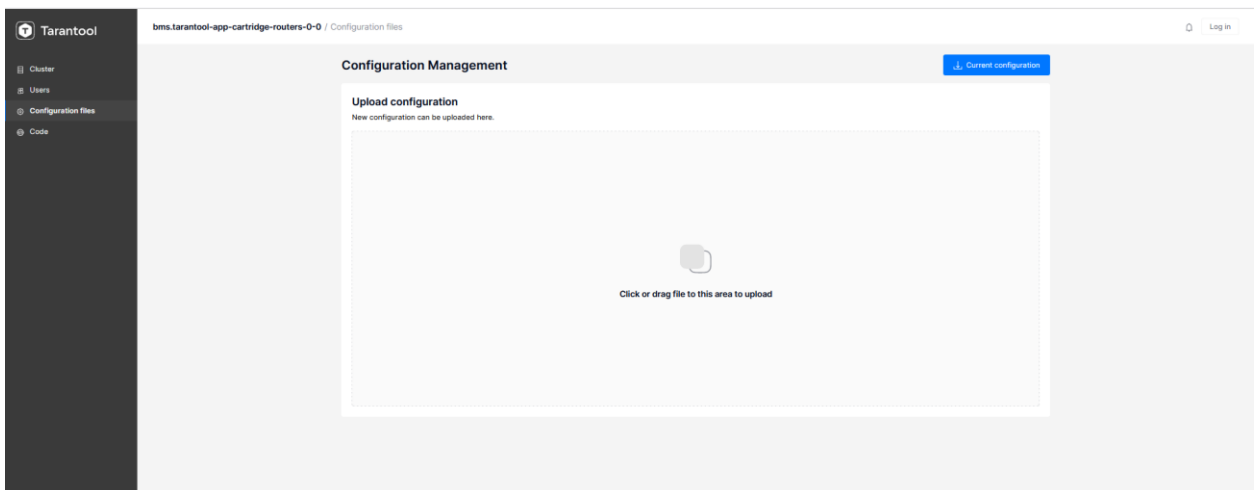 Tarantool
bms.tarantool-app-cartridge-routers-0-0 / Configuration files
Log in
Cluster
Users
Configuration files
Code
Configuration Management
Current configuration
Upload configuration
New configuration can be uploaded here.
Click or drag file to this area to upload